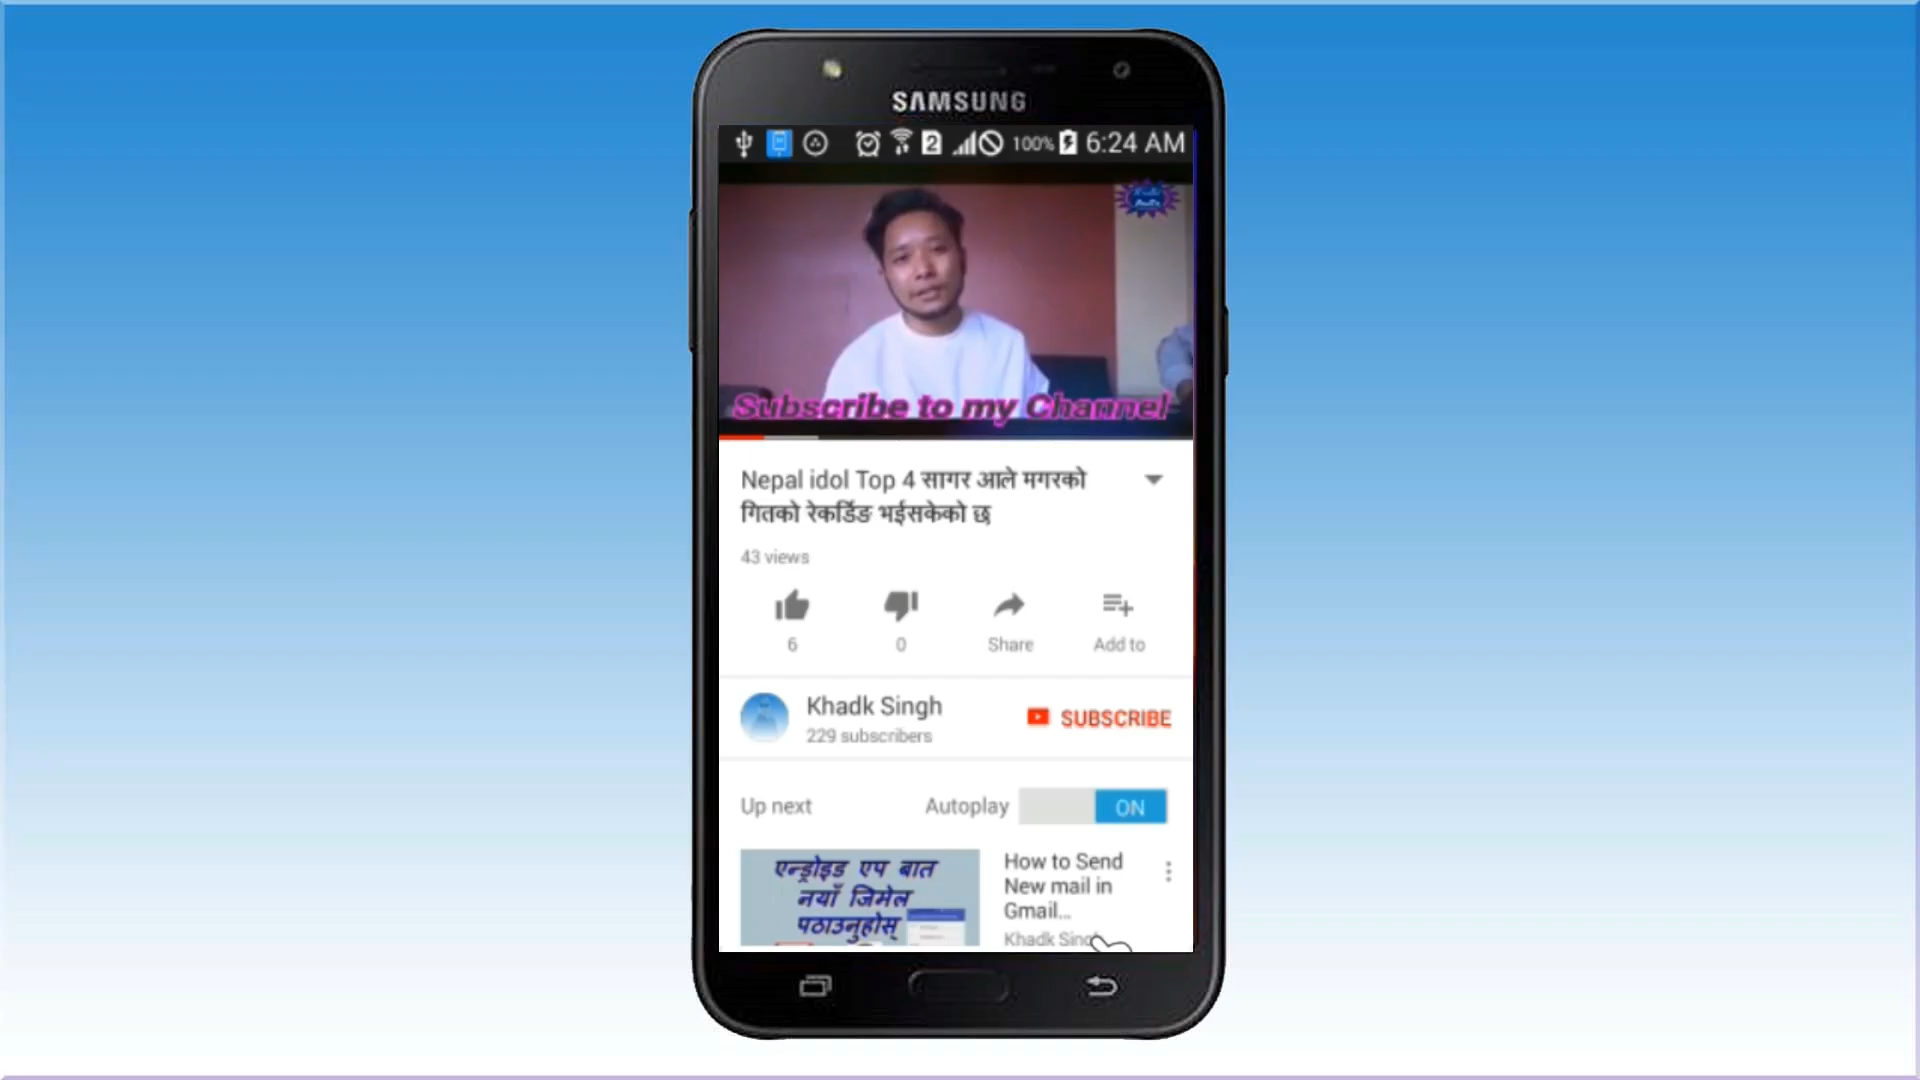 SAMSUNG
2 100% 6:24 AM
Subscribe to my Channel
Nepal idol Top 4 सागर आले मगरको
गितको रेकर्डिङ भईसकेको छ
43 views
6 0 Share Add to
Khadk Singh
229 subscribers
SUBSCRIBE
Up next Autoplay ON
एन्ड्रोइड एप बात
नयाँ जिमेल
पठाउनुहोस्
How to Send
New mail in
Gmail...
Khadk